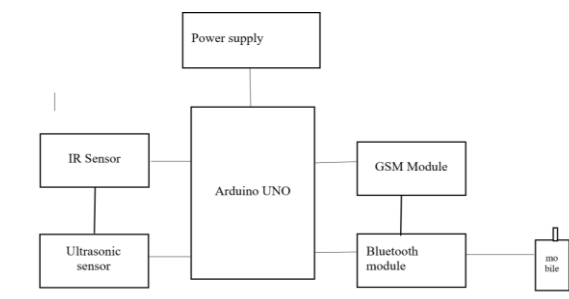 Power supply
IR Sensor
Arduino UNO
GSM Module
Ultrasonic
sensor
Bluetooth
module
mo
bile